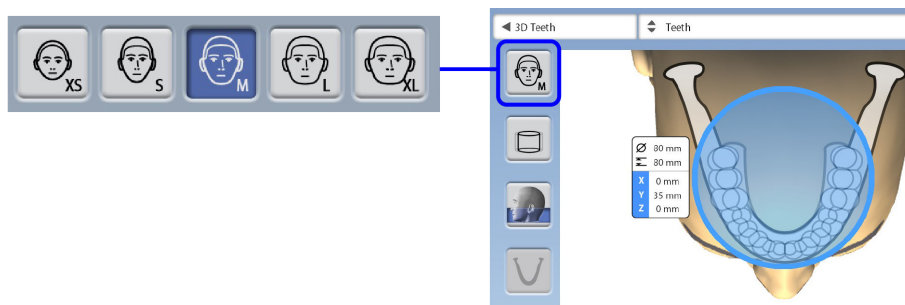 XS
S
M
L
XL
3D Teeth
Teeth
M
Ø 80 mm
80 mm
X 0 mm
Y 35 mm
Z 0 mm